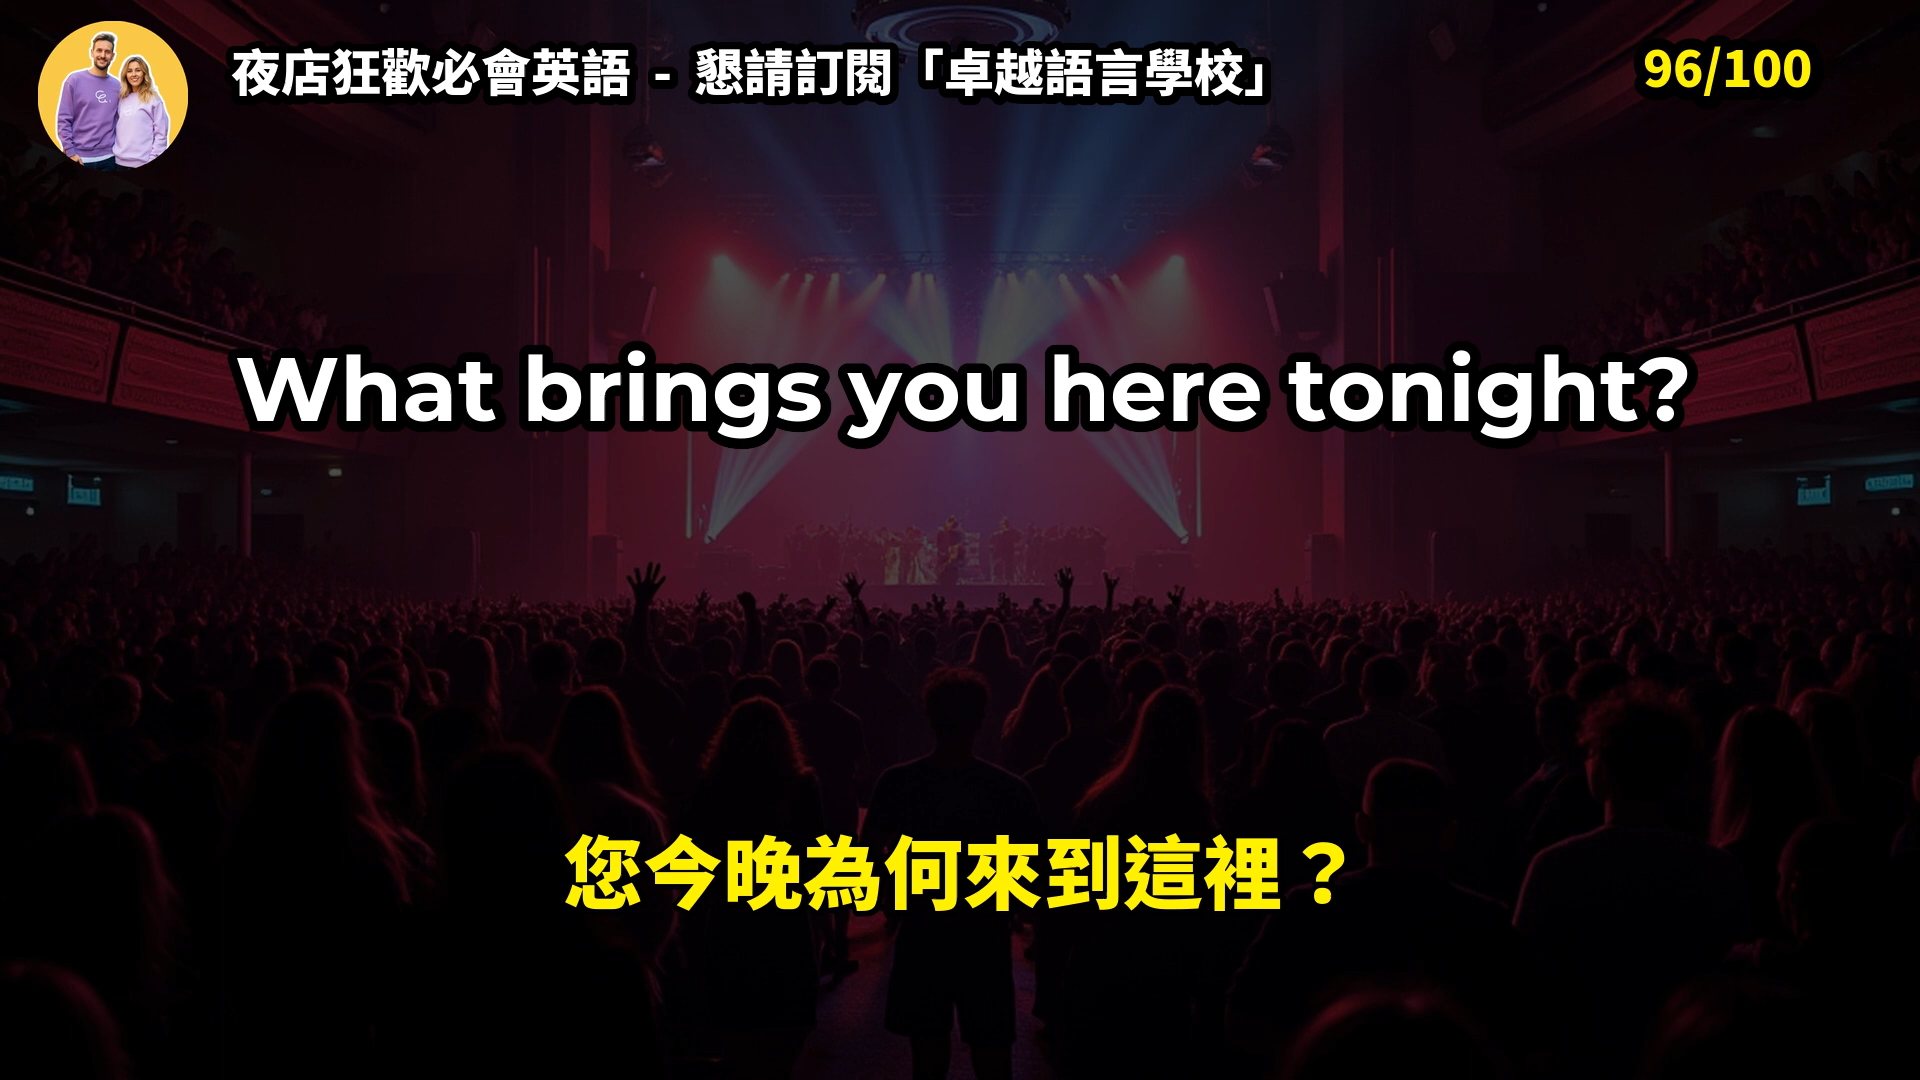 夜店狂歡必會英語 - 懇請訂閱「卓越語言學校」
96/100
What brings you here tonight?
您今晚為何來到這裡？